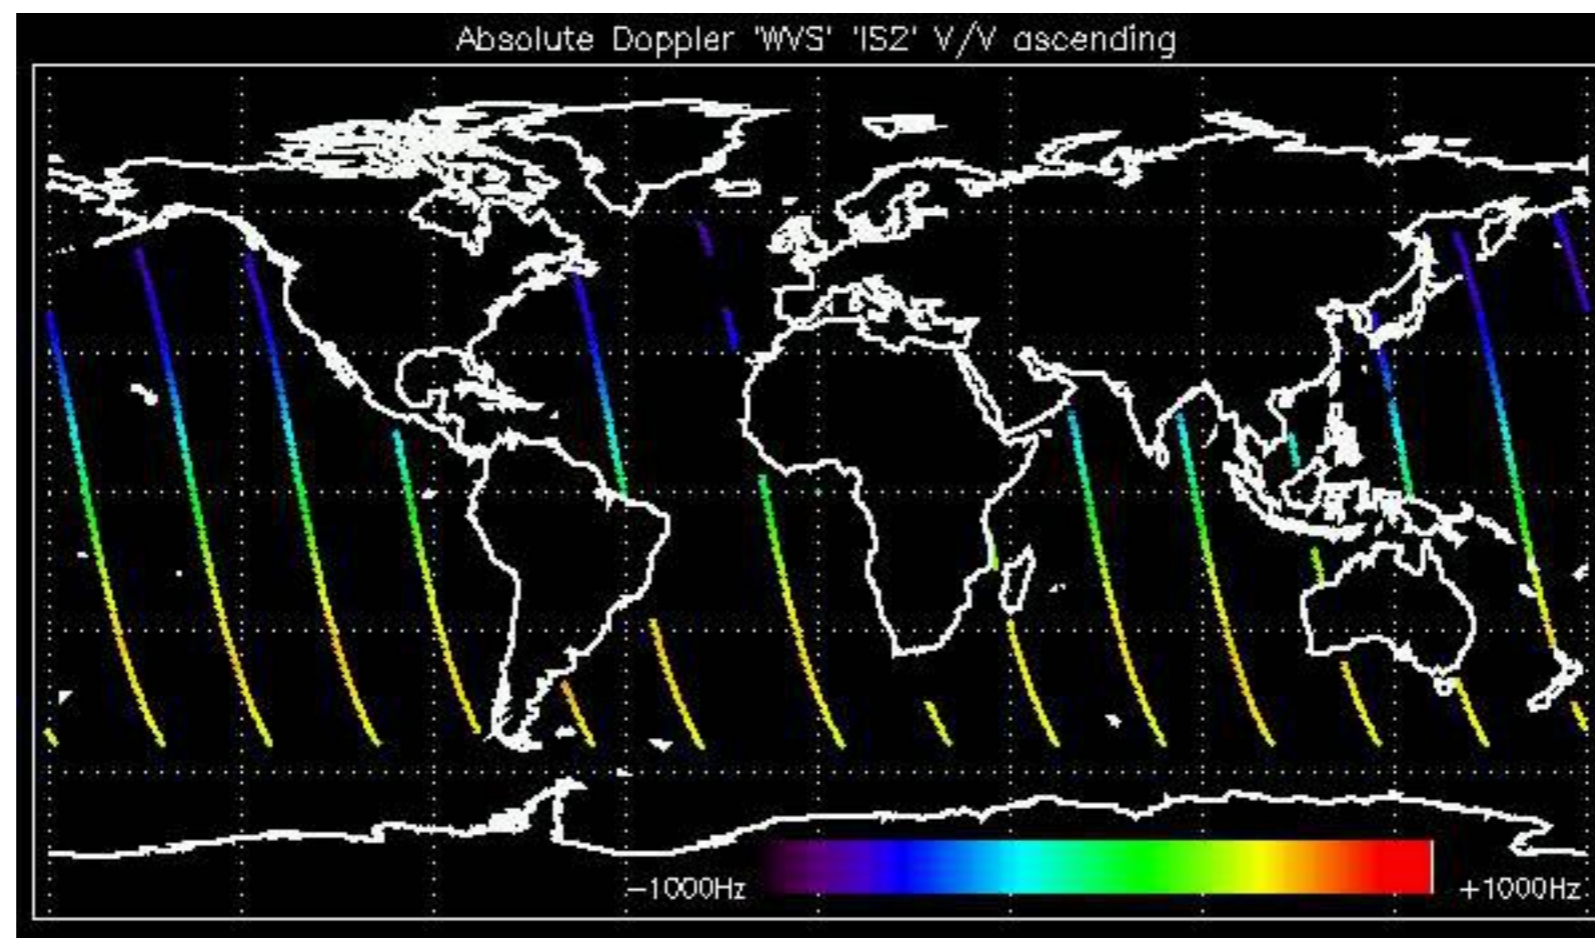 Absolute Doppler 'WVS' 'IS2' V/V ascending
-1000Hz +1000Hz